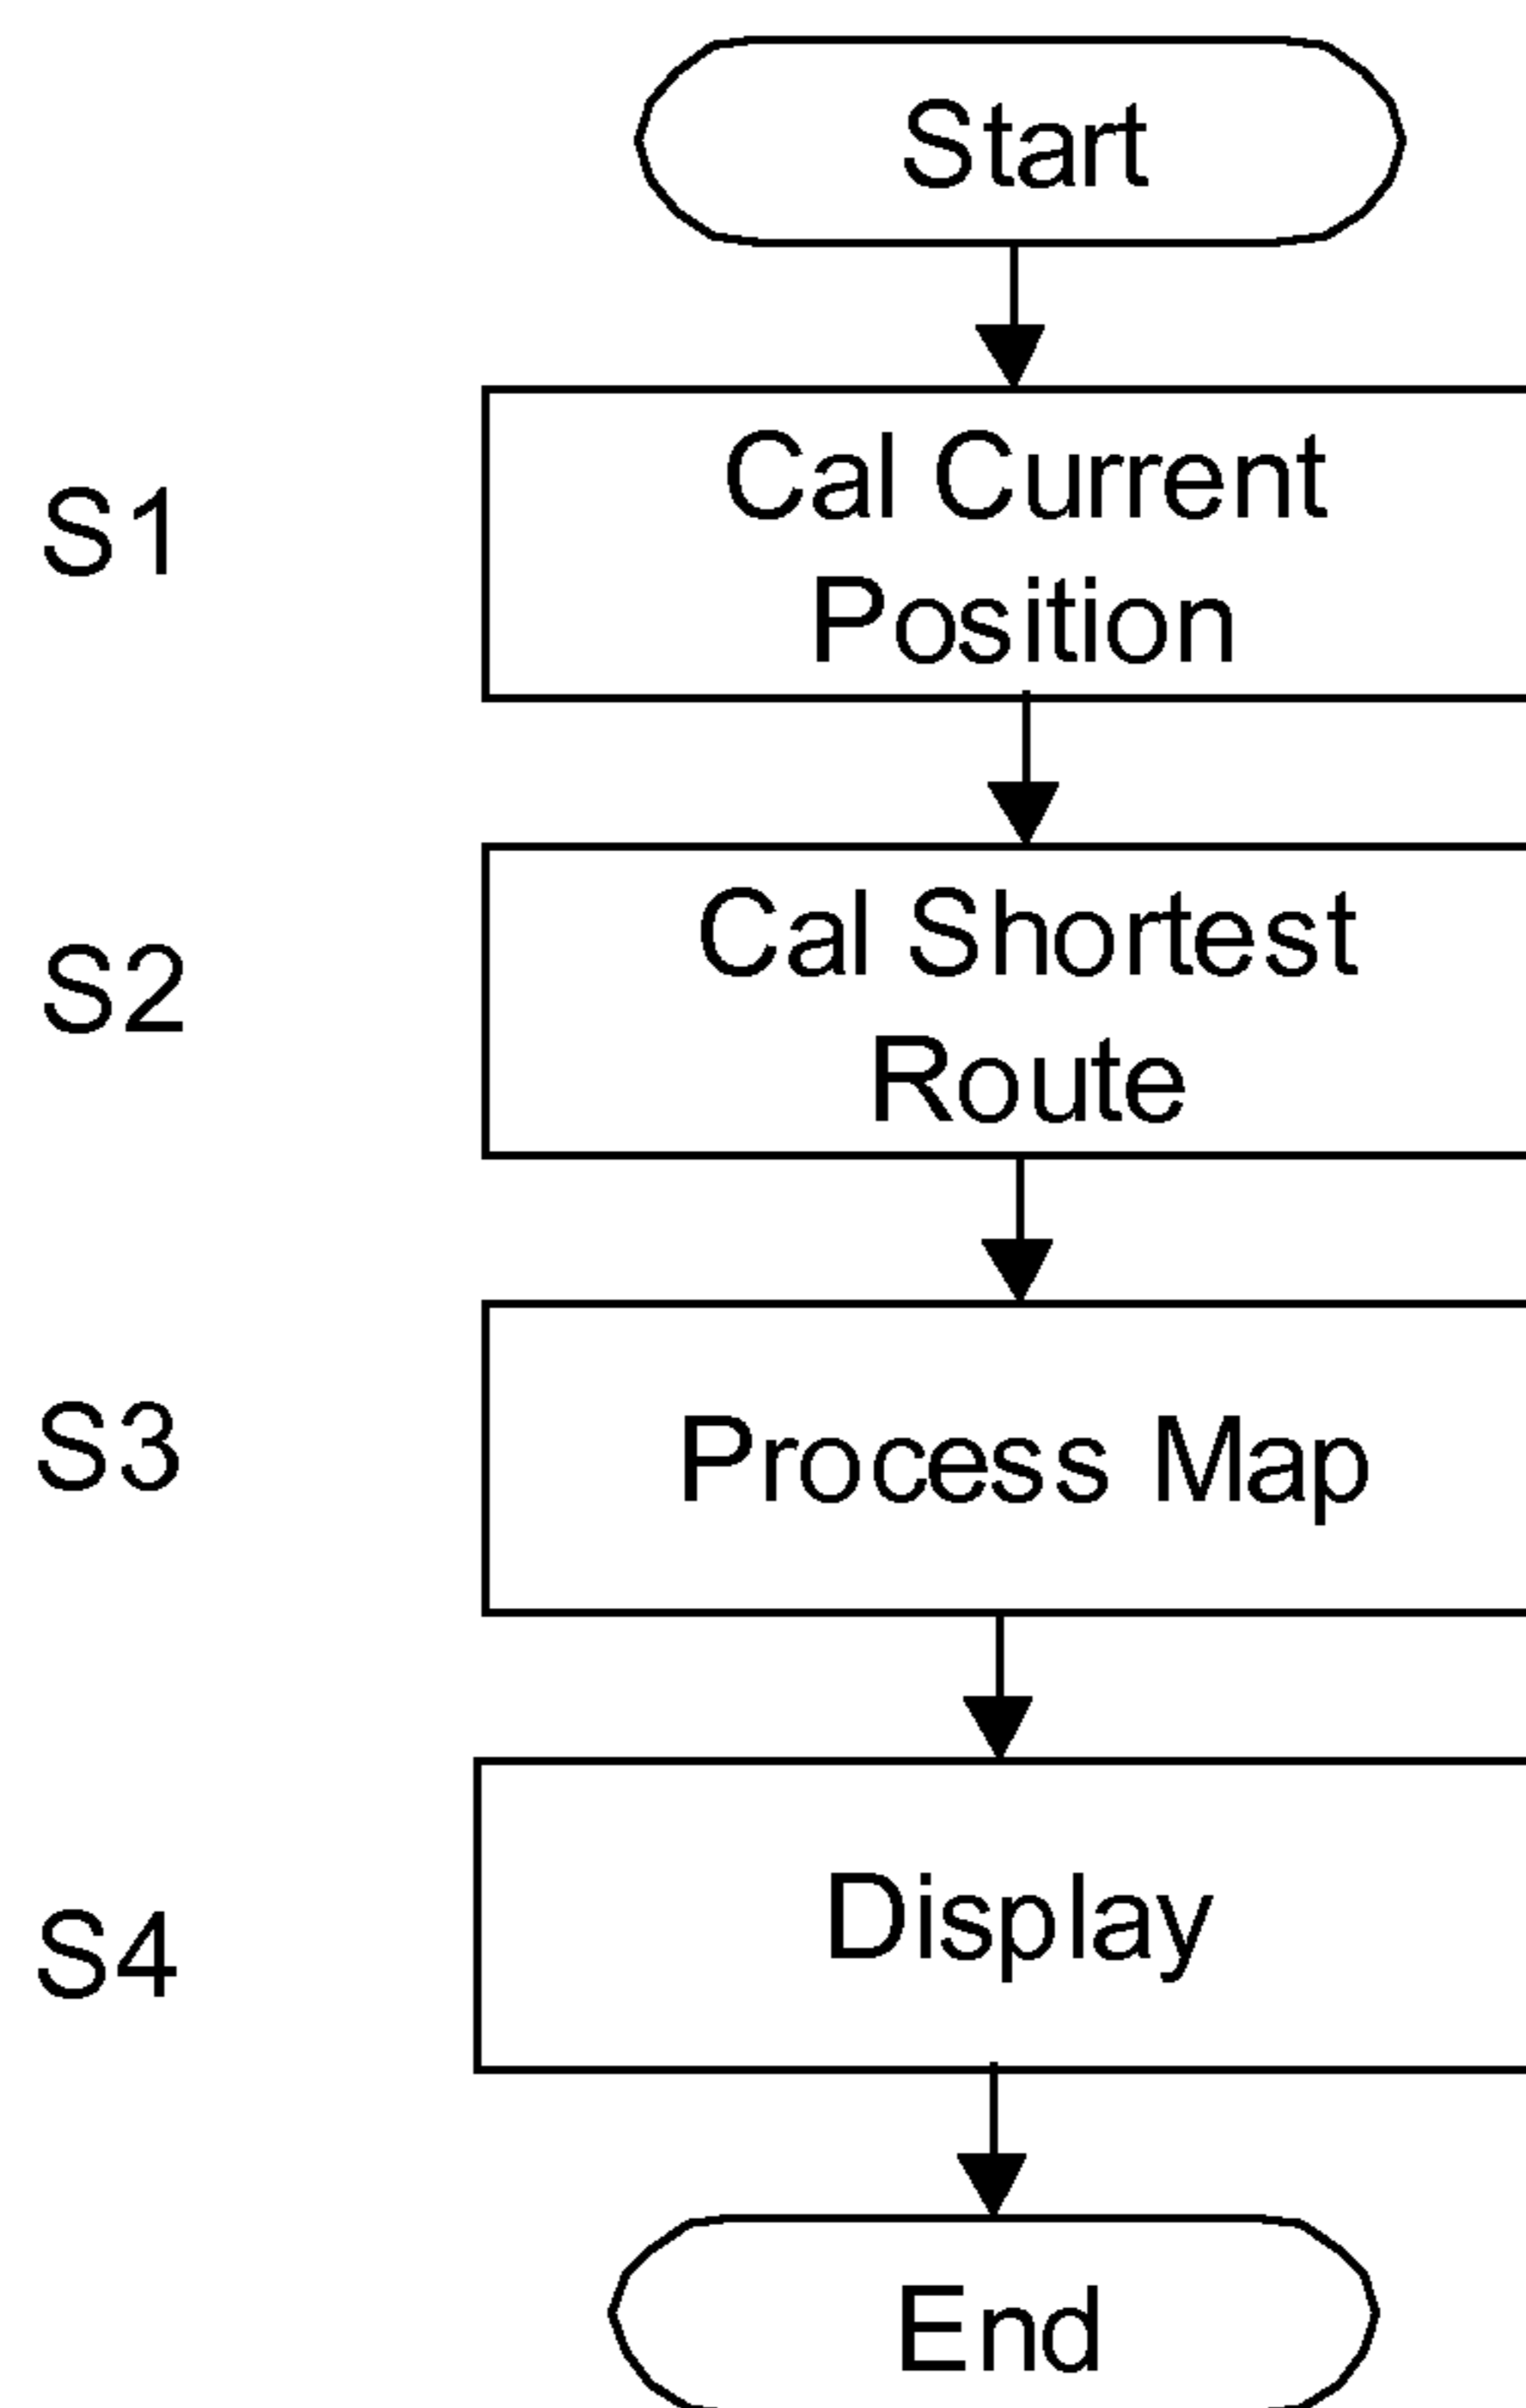 Start
S1
Cal Current
Position
S2
Cal Shortest
Route
S3
Process Map
S4
Display
End